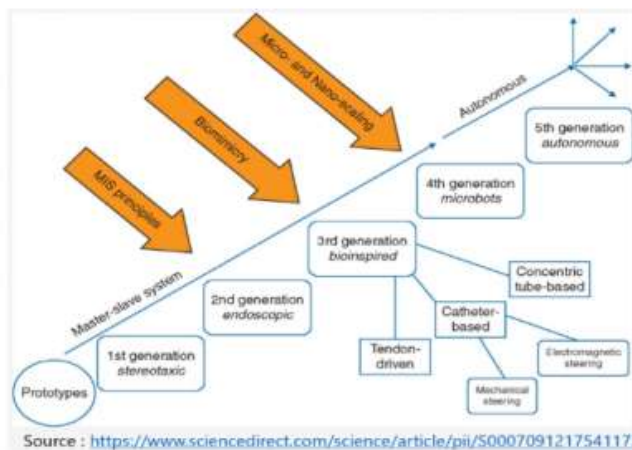 Micro- and Nano-scaling
Biomimicry
MIS principles
Autonomous
Master-slave system
5th generation
autonomous
4th generation
microbots
3rd generation
bioinspired
2nd generation
endoscopic
1st generation
stereotaxic
Prototypes
Concentric
tube-based
Catheter-
based
Tendon-
driven
Electromagnetic
steering
Mechanical
steering
Source : https://www.sciencedirect.com/science/article/pii/S000709121754117